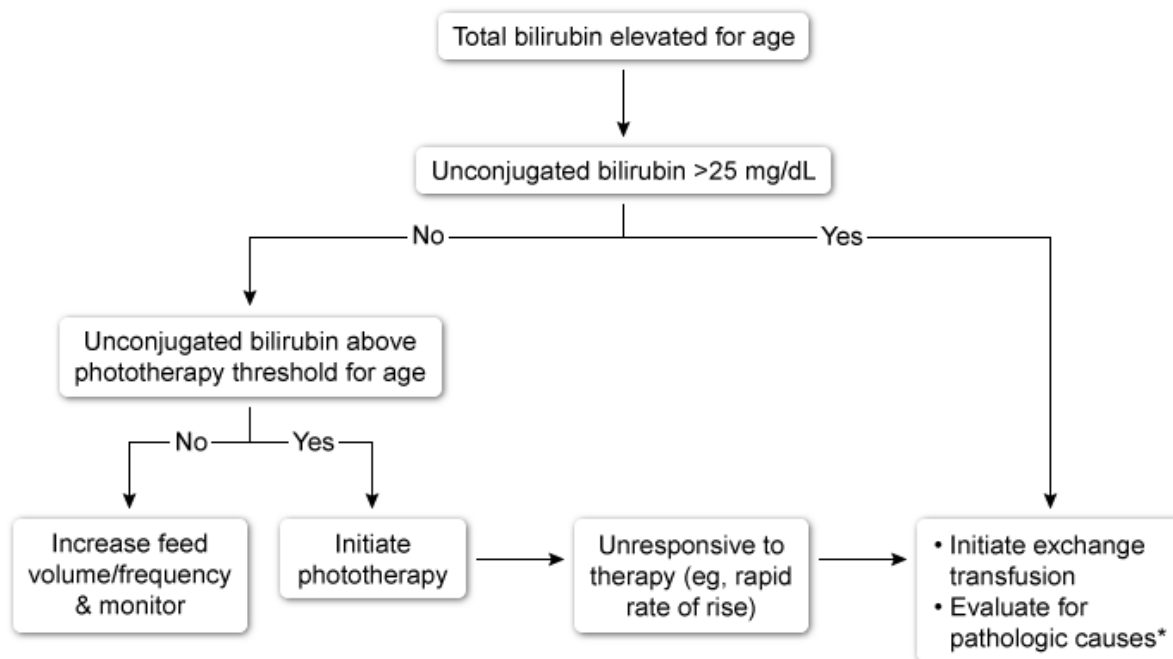 Total bilirubin elevated for age
Unconjugated bilirubin >25 mg/dL
No
Yes
Unconjugated bilirubin above
phototherapy threshold for age
No
Yes
Increase feed
volume/frequency
& monitor
Initiate
phototherapy
Unresponsive to
therapy (eg, rapid
rate of rise)
• Initiate exchange
transfusion
• Evaluate for
pathologic causes*